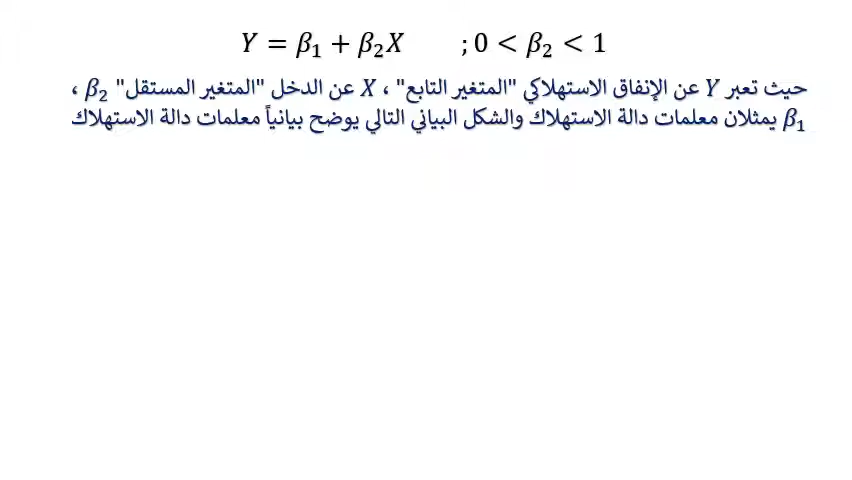 Y = β₁ + β₂X ; 0 < β₂ < 1
حيث تعبر Y عن الإنفاق الاستهلاكي "المتغير التابع" ، X عن الدخل "المتغير المستقل" β₂ ،
β₁ يمثلان معلمات دالة الاستهلاك والشكل البياني التالي يوضح بيانياً معلمات دالة الاستهلاك